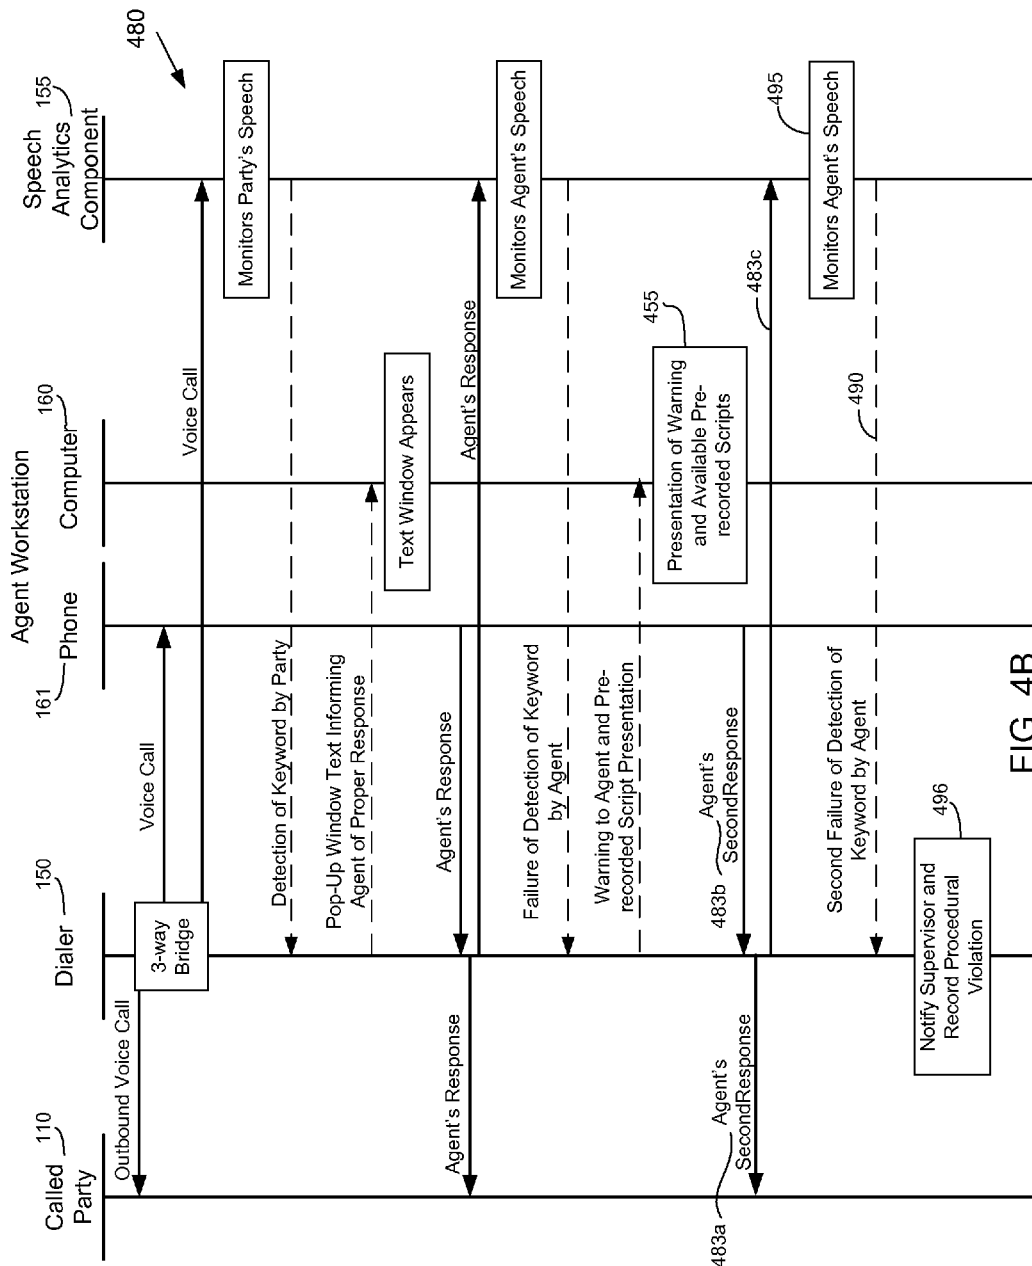 480
Called
Party
110
Dialer
150
Agent Workstation
161
Phone
Computer
160
Speech
Analytics
Component
155
Outbound Voice Call
3-way
Bridge
Voice Call
Voice Call
Monitors Party's Speech
Detection of Keyword by Party
Pop-Up Window Text Informing
Agent of Proper Response
Text Window Appears
Agent's Response
Agent's Response
Agent's Response
Monitors Agent's Speech
Failure of Detection of Keyword
by Agent
Warning to Agent and Pre-
recorded Script Presentation
455
Presentation of Warning
and Available Pre-
recorded Scripts
483a
Agent's
SecondResponse
483b
Agent's
SecondResponse
483c
495
Monitors Agent's Speech
490
Second Failure of Detection of
Keyword by Agent
496
Notify Supervisor and
Record Procedural
Violation
FIG. 4B